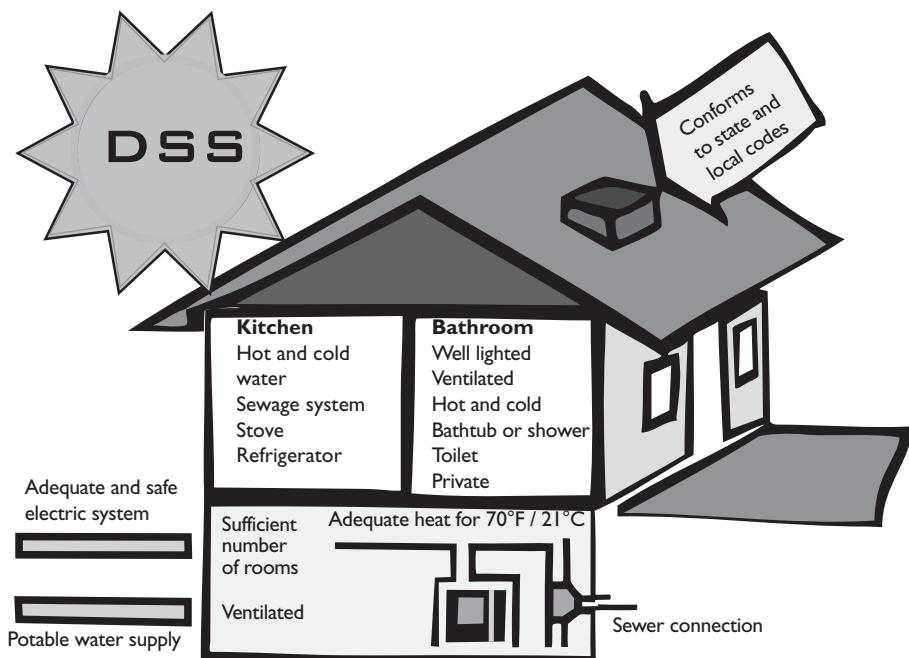 DSS
Conforms
to state and
local codes
Kitchen
Hot and cold
water
Sewage system
Stove
Refrigerator
Bathroom
Well lighted
Ventilated
Hot and cold
Bathtub or shower
Toilet
Private
Adequate and safe
electric system
Sufficient
number
of rooms
Ventilated
Adequate heat for 70°F / 21°C
Potable water supply
Sewer connection